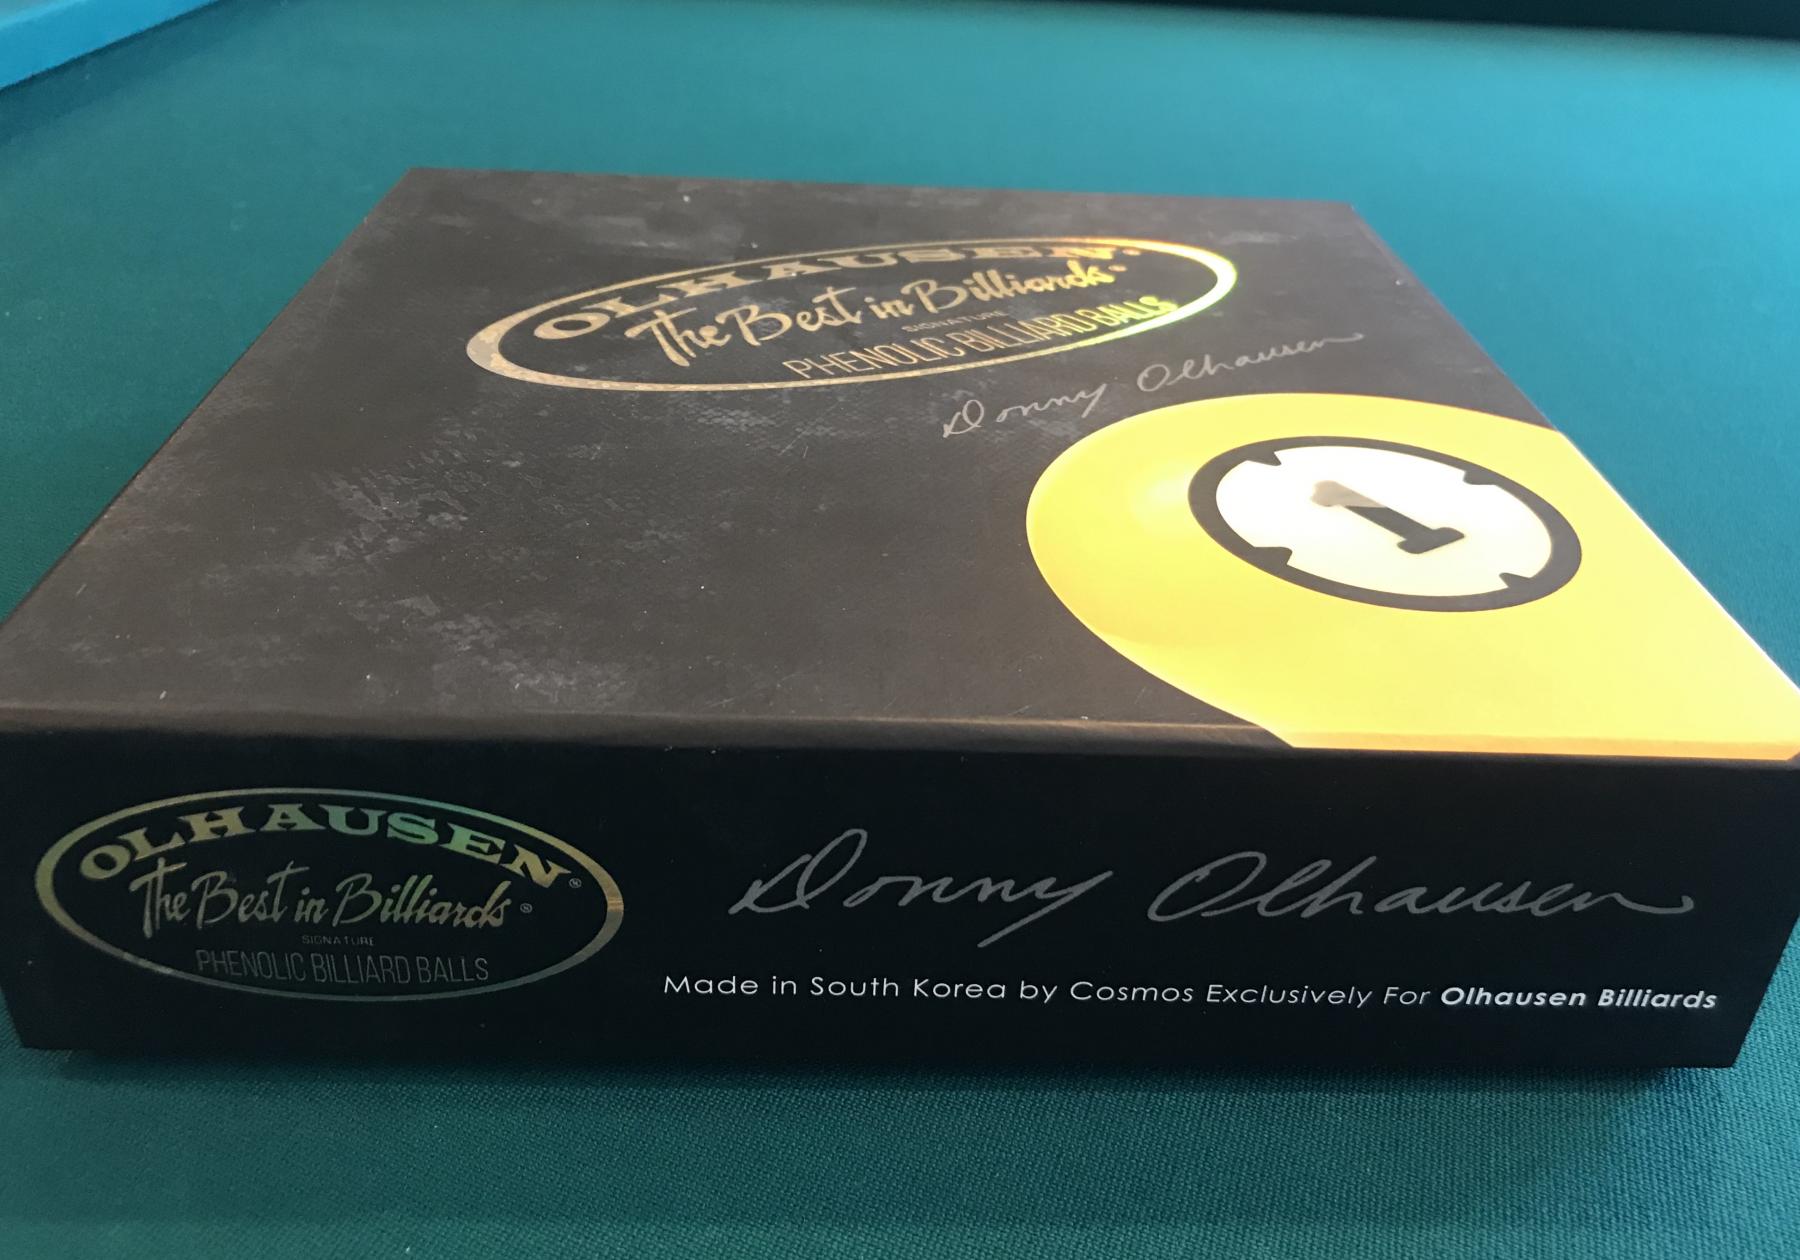 OLHAUSEN®
The Best in Billiards®
SIGNATURE
PHENOLIC BILLIARD BALLS
Donny Olhausen
1
OLHAUSEN®
The Best in Billiards®
SIGNATURE
PHENOLIC BILLIARD BALLS
Donny Olhausen
Made in South Korea by Cosmos Exclusively For Olhausen Billiards